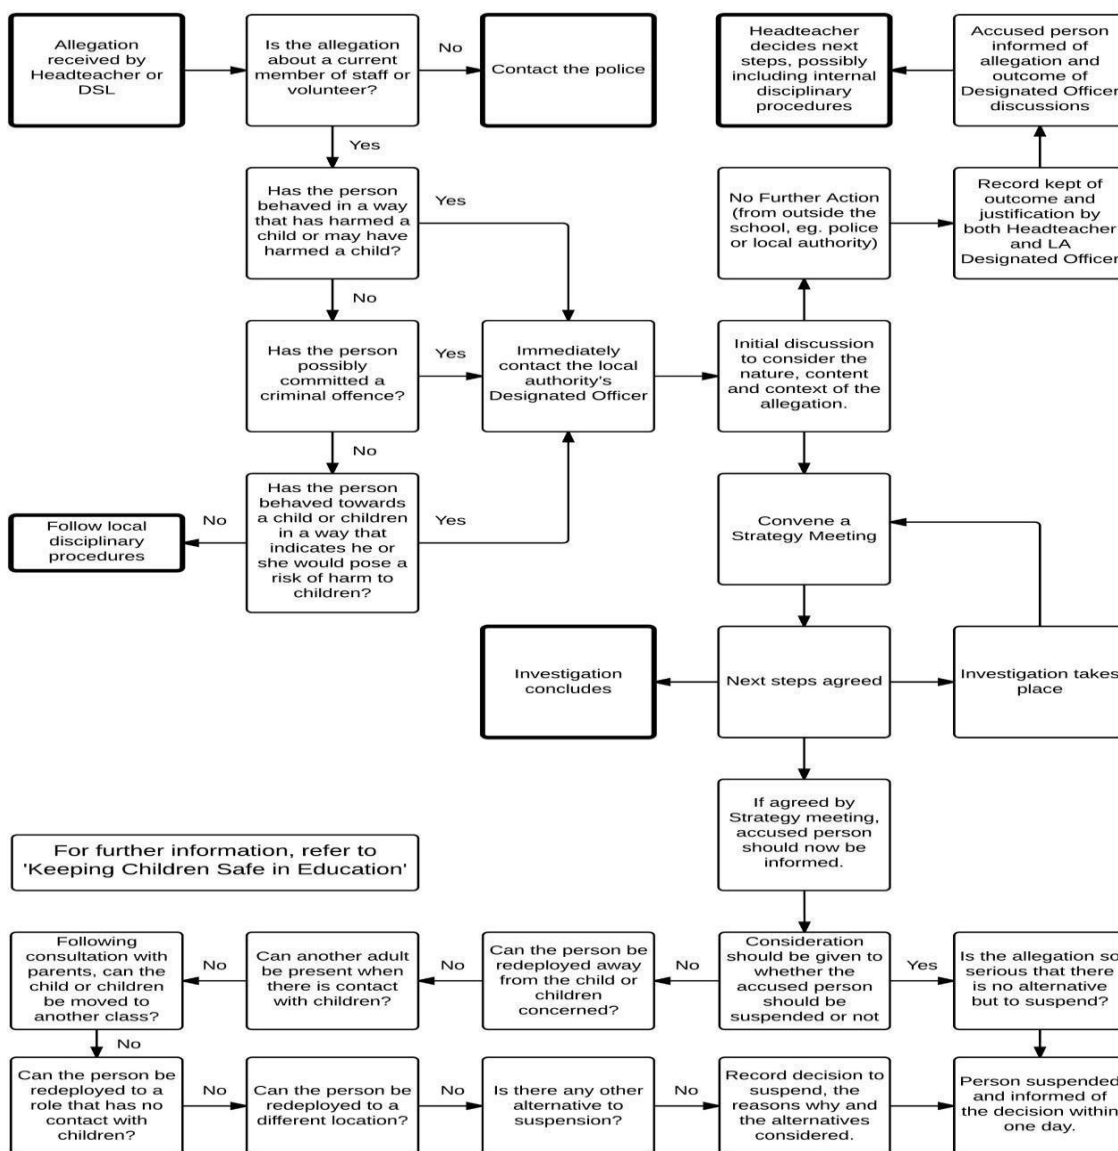 Allegation
received by
Headteacher or
DSL
Is the allegation
about a current
member of staff or
volunteer?
No
Contact the police
Headteacher
decides next
steps, possibly
including internal
disciplinary
procedures
Accused person
informed of
allegation and
outcome of
Designated Officer
discussions
Yes
Has the person
behaved in a way
that has harmed a
child or may have
harmed a child?
Yes
No Further Action
(from outside the
school, eg. police
or local authority)
Record kept of
outcome and
justification by
both Headteacher
and LA
Designated Officer
No
Has the person
possibly
committed a
criminal offence?
Yes
Immediately
contact the local
authority's
Designated Officer
Initial discussion
to consider the
nature, content
and context of the
allegation.
No
Has the person
behaved towards
a child or children
in a way that
indicates he or
she would pose a
risk of harm to
children?
No
Follow local
disciplinary
procedures
Yes
Convene a
Strategy Meeting
Investigation
concludes
Next steps agreed
Investigation takes
place
If agreed by
Strategy meeting,
accused person
should now be
informed.
For further information, refer to
'Keeping Children Safe in Education'
Following
consultation with
parents, can the
child or children
be moved to
another class?
No
Can another adult
be present when
there is contact
with children?
No
Can the person be
redeployed away
from the child or
children
concerned?
No
Consideration
should be given to
whether the
accused person
should be
suspended or not
Yes
Is the allegation so
serious that there
is no alternative
but to suspend?
No
Can the person be
redeployed to a
role that has no
contact with
children?
No
Can the person be
redeployed to a
different location?
No
Is there any other
alternative to
suspension?
No
Record decision to
suspend, the
reasons why and
the alternatives
considered.
Person suspended
and informed of
the decision within
one day.